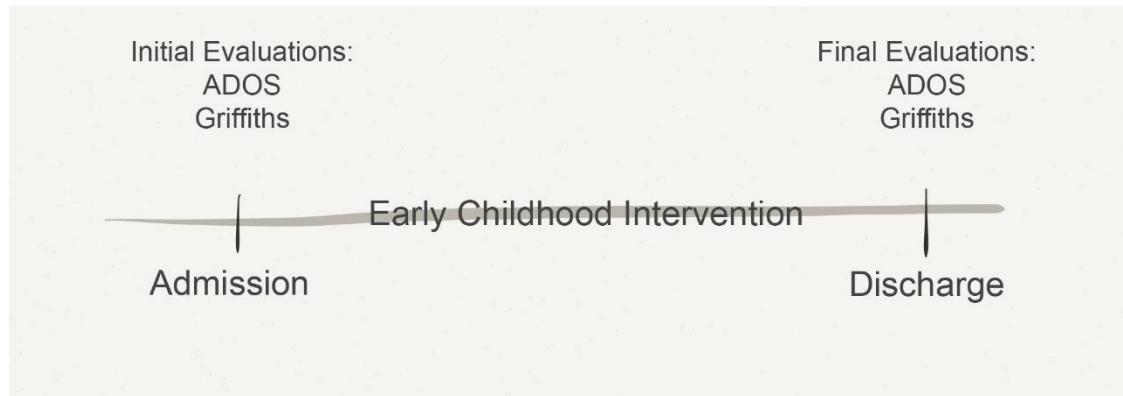 Initial Evaluations:
ADOS
Griffiths
Final Evaluations:
ADOS
Griffiths
Early Childhood Intervention
Admission
Discharge